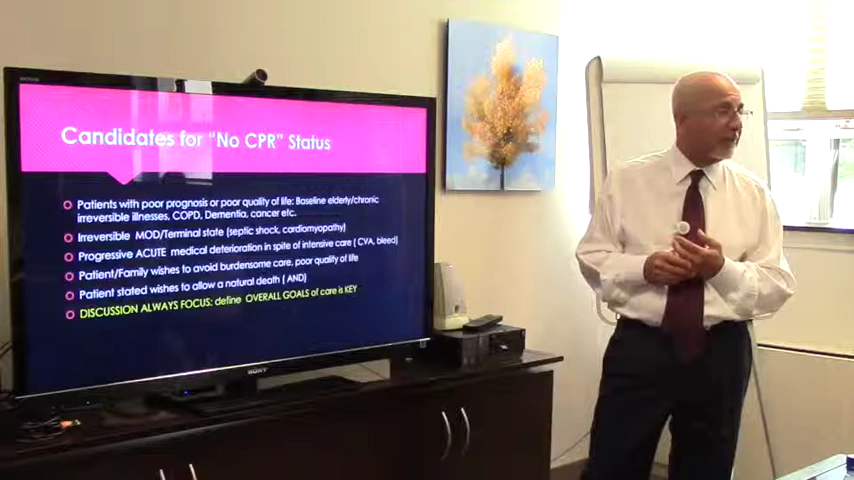 Candidates for "No CPR" Status
Patients with poor prognosis or poor quality of life: Baseline elderly/chronic
irreversible illnesses, COPD, Dementia, cancer etc.
Irreversible MOD/Terminal state (septic shock, cardiomyopathy)
Progressive ACUTE medical deterioration in spite of intensive care ( CVA, bleed)
Patient/Family wishes to avoid burdensome care, poor quality of life
Patient stated wishes to allow a natural death ( AND)
DISCUSSION ALWAYS FOCUS: define OVERALL GOALS of care is KEY
SONY